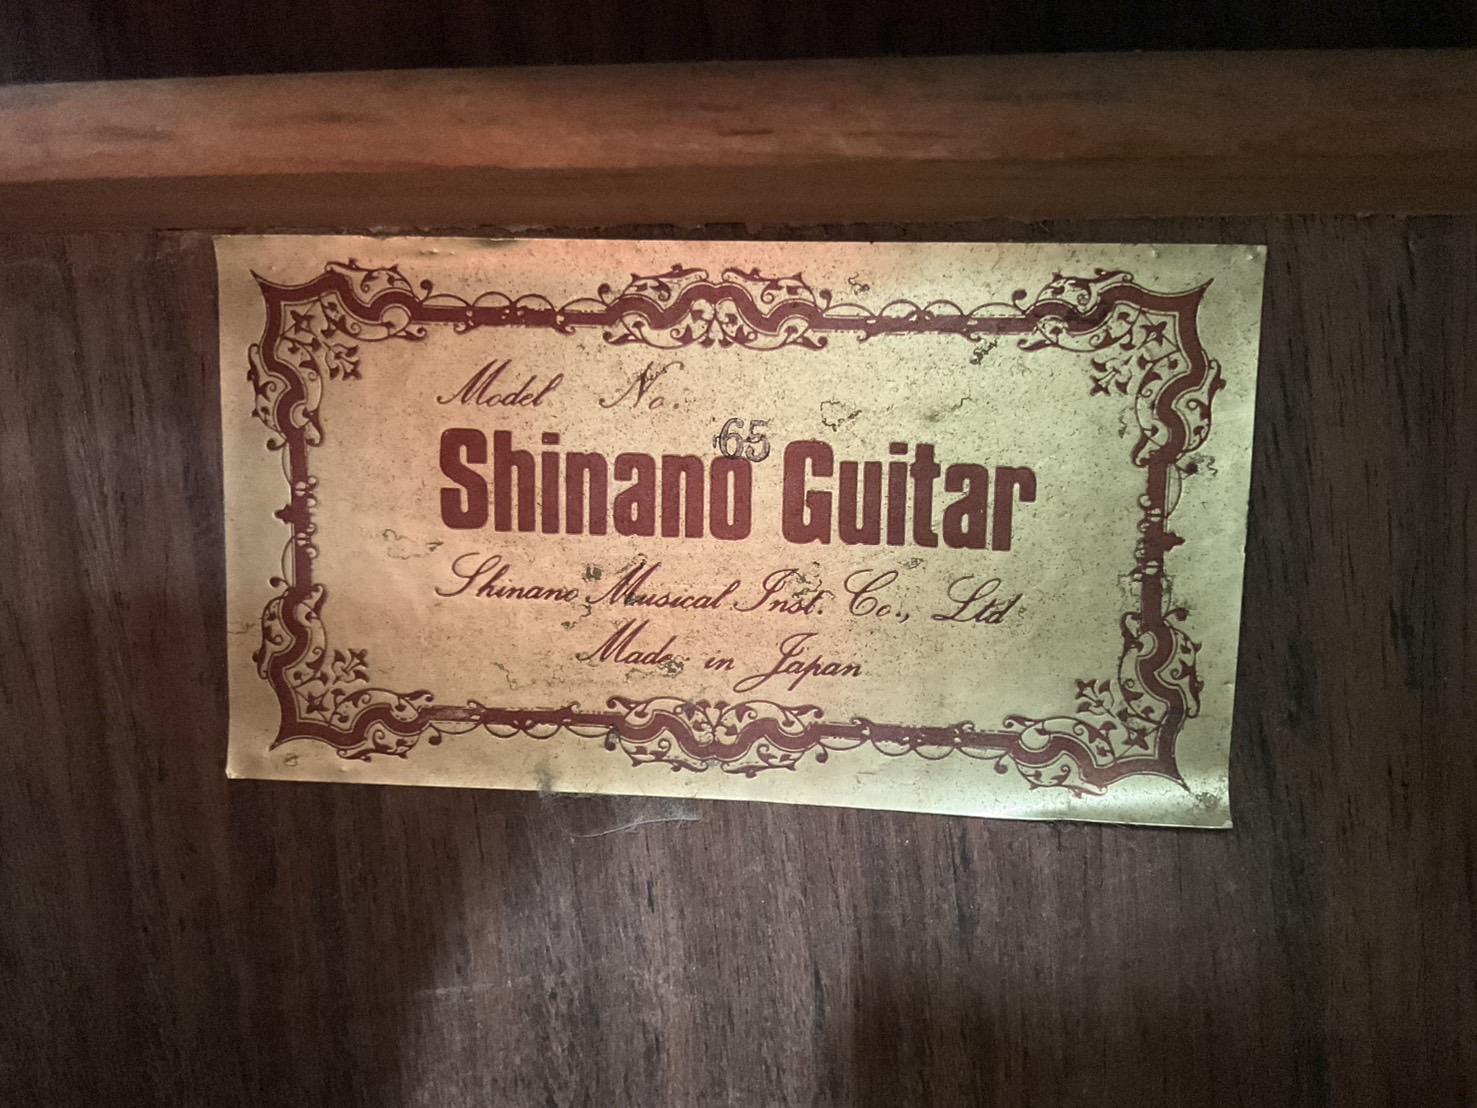 Model No.
65
Shinano Guitar
Shinano Musical Inst. Co., Ltd
Made in Japan